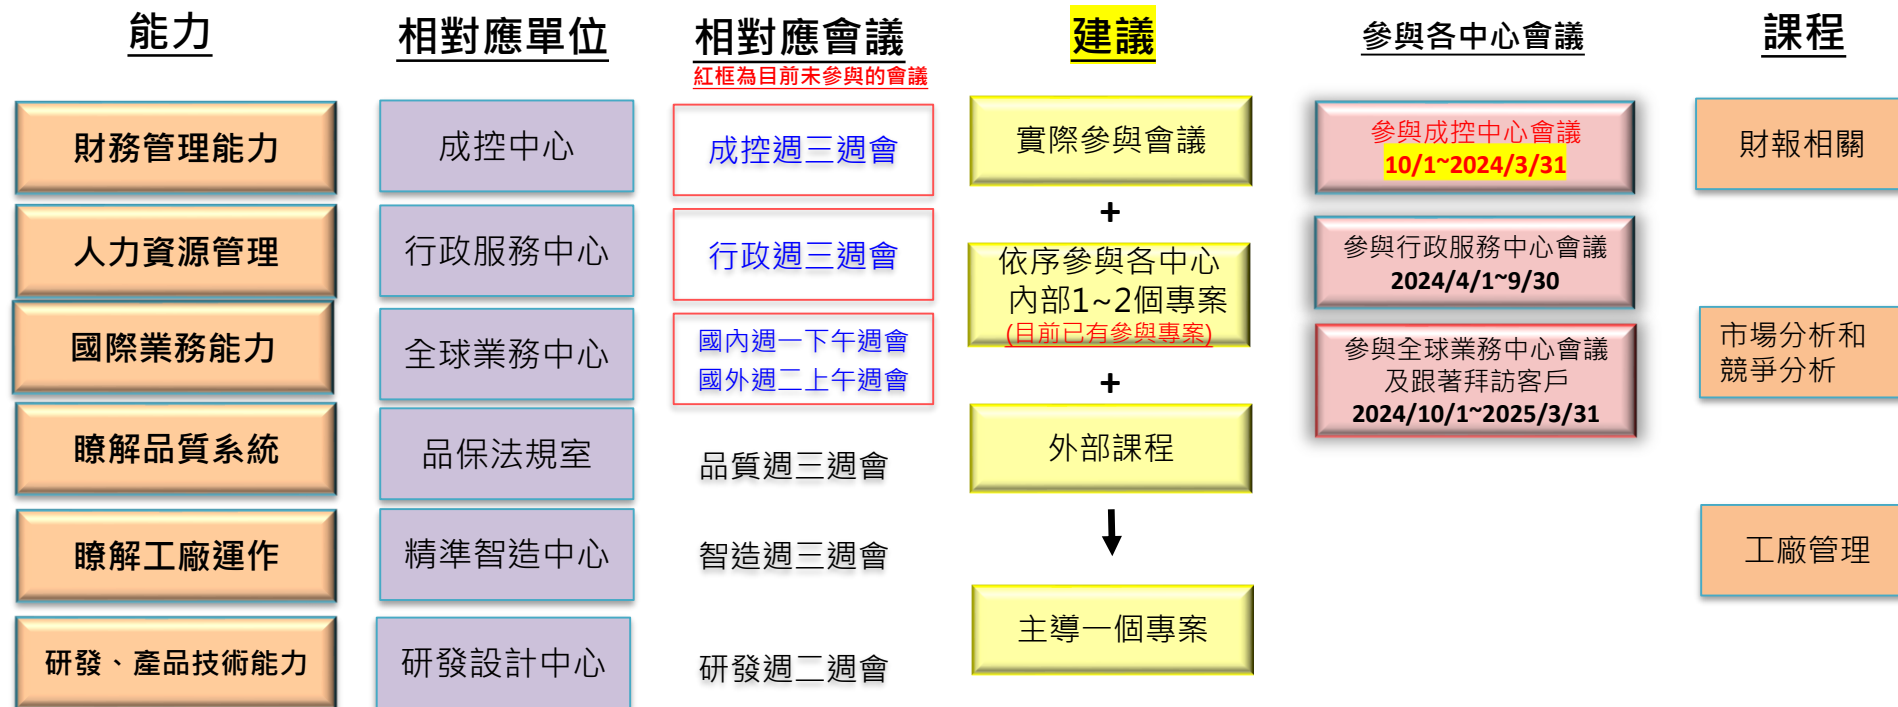 能力
相對應單位
相對應會議
紅框為目前未參與的會議
建議
參與各中心會議
課程
財務管理能力
成控中心
成控週三週會
實際參與會議
參與成控中心會議
10/1~2024/3/31
財報相關
+
人力資源管理
行政服務中心
行政週三週會
依序參與各中心
內部1~2個專案
(目前已有參與專案)
參與行政服務中心會議
2024/4/1~9/30
國際業務能力
全球業務中心
國內週一下午週會
國外週二上午週會
+
參與全球業務中心會議
及跟著拜訪客戶
2024/10/1~2025/3/31
市場分析和
競爭分析
瞭解品質系統
品保法規室
品質週三週會
外部課程
瞭解工廠運作
精準智造中心
智造週三週會
工廠管理
研發、產品技術能力
研發設計中心
研發週二週會
主導一個專案